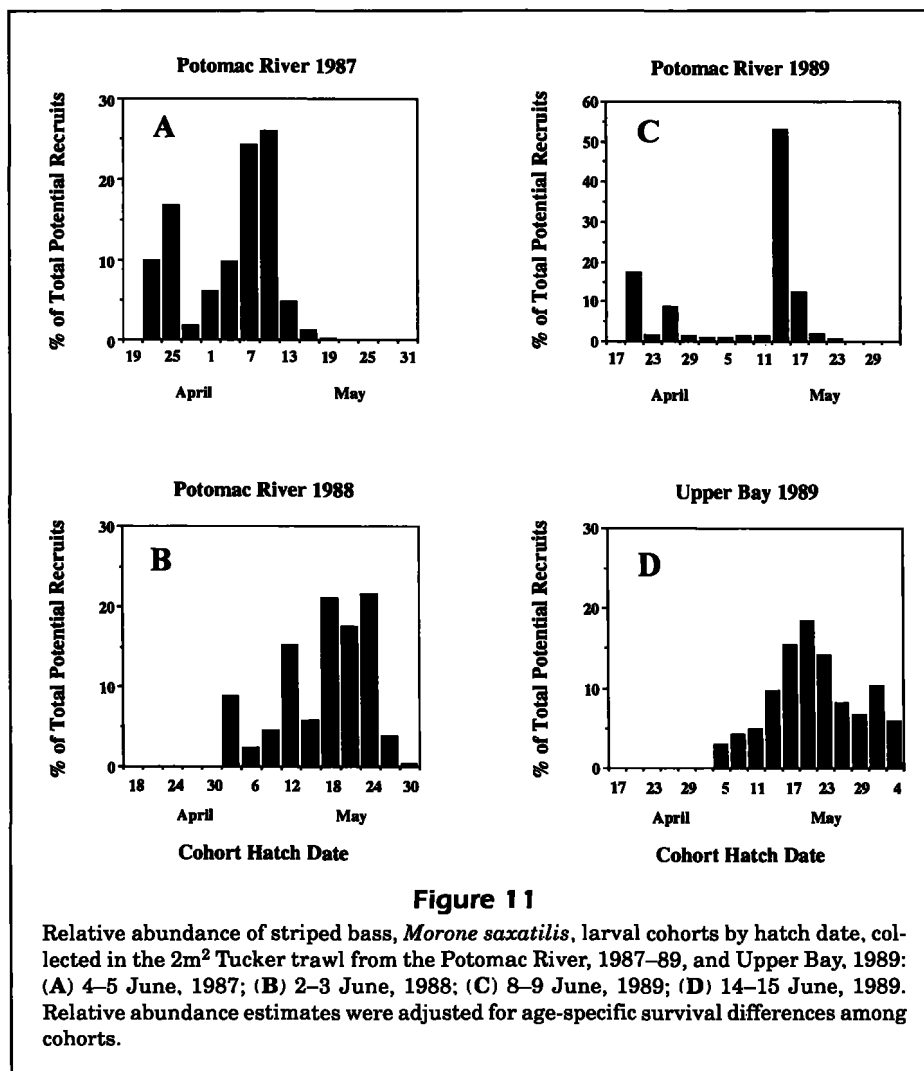 Potomac River 1987
% of Total Potential Recruits
30
20
10
0
A
19 25 1 7 13 19 25 31
April May
Potomac River 1989
% of Total Potential Recruits
60
50
40
30
20
10
0
C
17 23 29 5 11 17 23 29
April May
Potomac River 1988
% of Total Potential Recruits
30
20
10
0
B
18 24 30 6 12 18 24 30
April May
Cohort Hatch Date
Upper Bay 1989
% of Total Potential Recruits
30
20
10
0
D
17 23 29 5 11 17 23 29 4
April May
Cohort Hatch Date
Figure 11
Relative abundance of striped bass, Morone saxatilis, larval cohorts by hatch date, col-
lected in the 2m² Tucker trawl from the Potomac River, 1987–89, and Upper Bay, 1989:
(A) 4–5 June, 1987; (B) 2–3 June, 1988; (C) 8–9 June, 1989; (D) 14–15 June, 1989.
Relative abundance estimates were adjusted for age-specific survival differences among
cohorts.